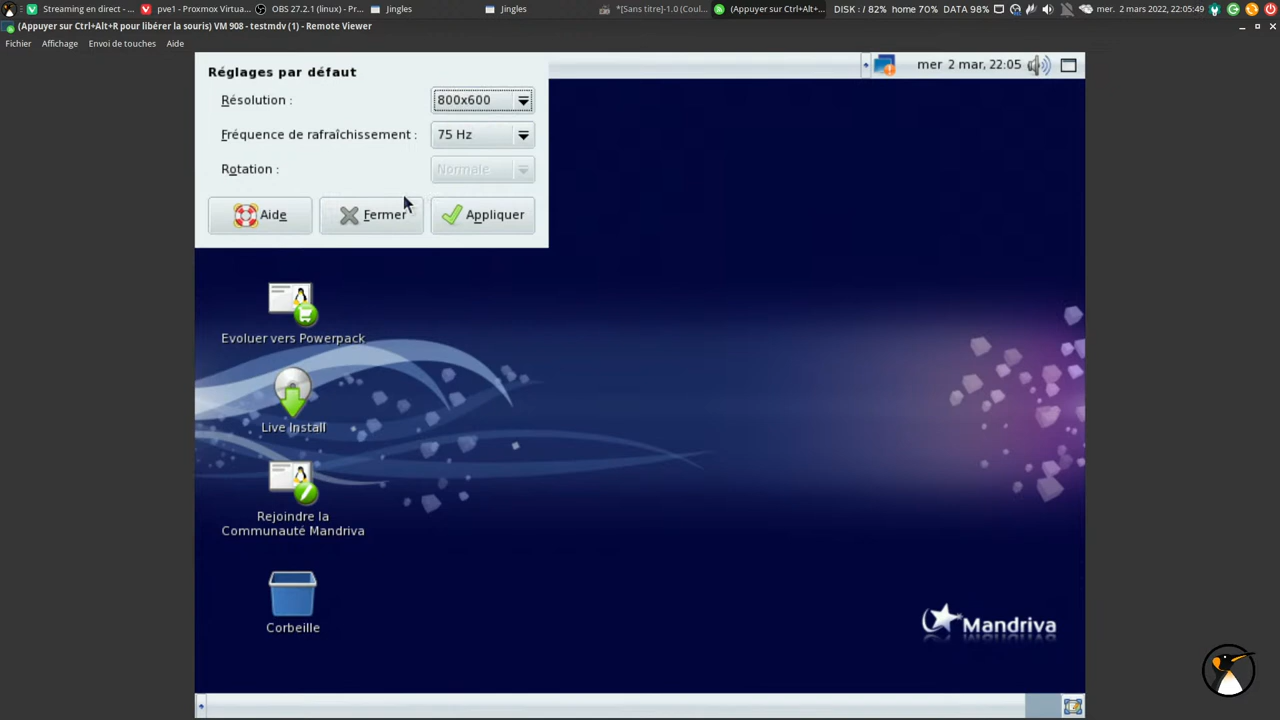 Streaming en direct - ...
pve1 - Proxmox Virtual E...
OBS 27.2.1 (linux) - Pr...
Jingles
Jingles
*[Sans titre]-1.0 (Coul...
(Appuyer sur Ctrl+Alt+...
DISK : / 82% home 70% DATA 98%
mer. 2 mars 2022, 22:05:49
(Appuyer sur Ctrl+Alt+R pour libérer la souris) VM 908 - testmdv (1) - Remote Viewer
Fichier Affichage Envoi de touches Aide
Réglages par défaut
Résolution : 800x600
Fréquence de rafraîchissement : 75 Hz
Rotation : Normale
Aide Fermer Appliquer
mer 2 mar, 22:05
Evoluer vers Powerpack
Live Install
Rejoindre la
Communauté Mandriva
Corbeille
Mandriva